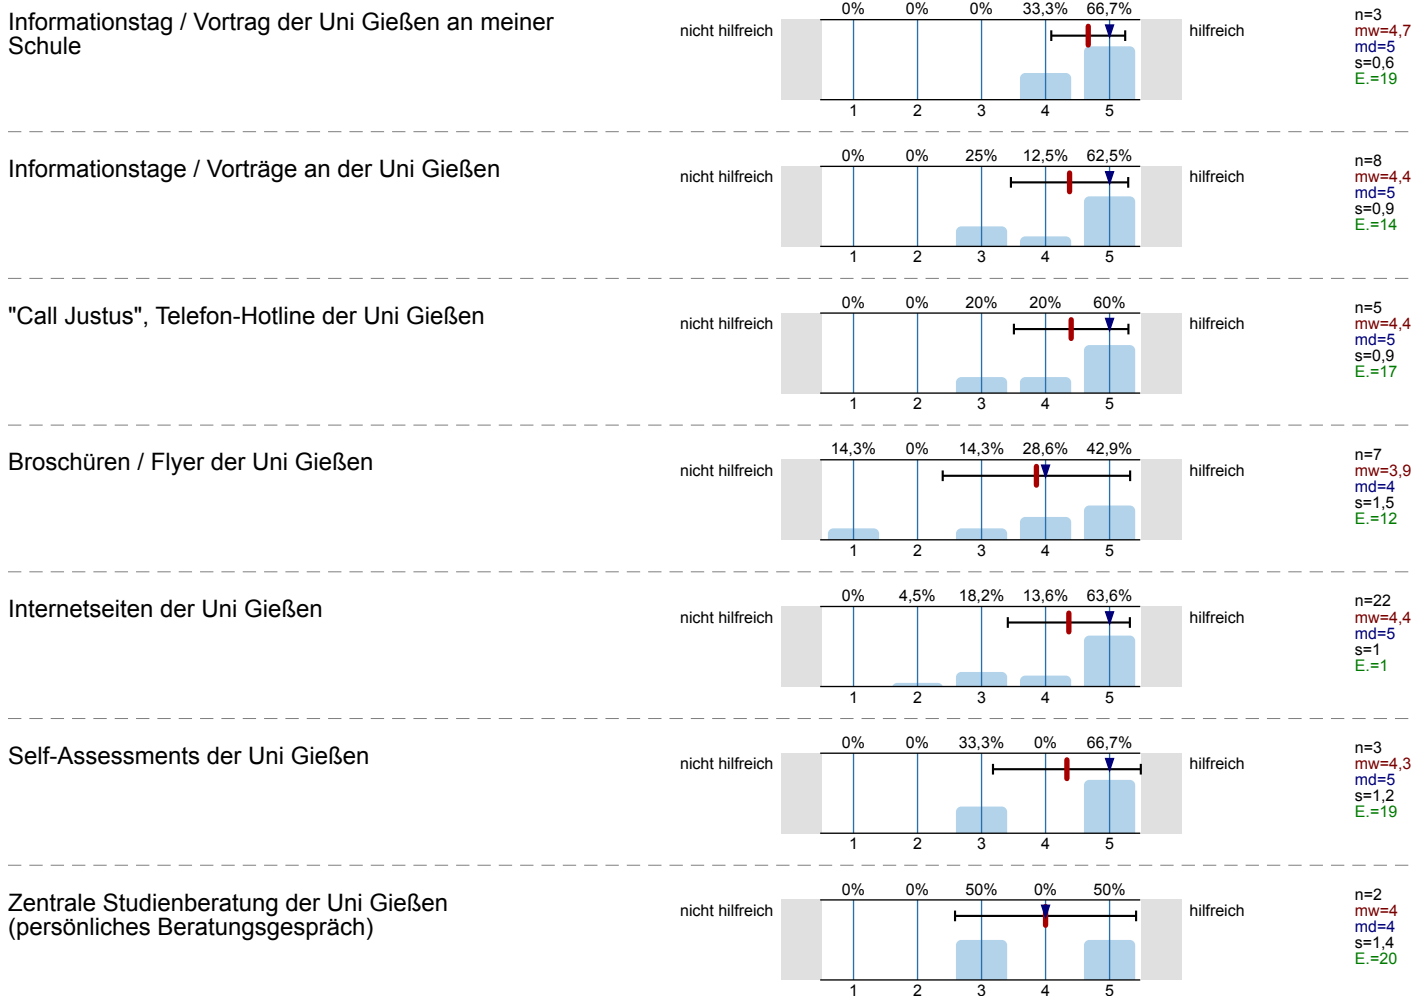 Informationstag / Vortrag der Uni Gießen an meiner
Schule
nicht hilfreich
0% 0% 0% 33,3% 66,7%
1 2 3 4 5
hilfreich
n=3
mw=4,7
md=5
s=0,6
E.=19
Informationstage / Vorträge an der Uni Gießen
nicht hilfreich
0% 0% 25% 12,5% 62,5%
1 2 3 4 5
hilfreich
n=8
mw=4,4
md=5
s=0,9
E.=14
"Call Justus", Telefon-Hotline der Uni Gießen
nicht hilfreich
0% 0% 20% 20% 60%
1 2 3 4 5
hilfreich
n=5
mw=4,4
md=5
s=0,9
E.=17
Broschüren / Flyer der Uni Gießen
nicht hilfreich
14,3% 0% 14,3% 28,6% 42,9%
1 2 3 4 5
hilfreich
n=7
mw=3,9
md=4
s=1,5
E.=12
Internetseiten der Uni Gießen
nicht hilfreich
0% 4,5% 18,2% 13,6% 63,6%
1 2 3 4 5
hilfreich
n=22
mw=4,4
md=5
s=1
E.=1
Self-Assessments der Uni Gießen
nicht hilfreich
0% 0% 33,3% 0% 66,7%
1 2 3 4 5
hilfreich
n=3
mw=4,3
md=5
s=1,2
E.=19
Zentrale Studienberatung der Uni Gießen
(persönliches Beratungsgespräch)
nicht hilfreich
0% 0% 50% 0% 50%
1 2 3 4 5
hilfreich
n=2
mw=4
md=4
s=1,4
E.=20